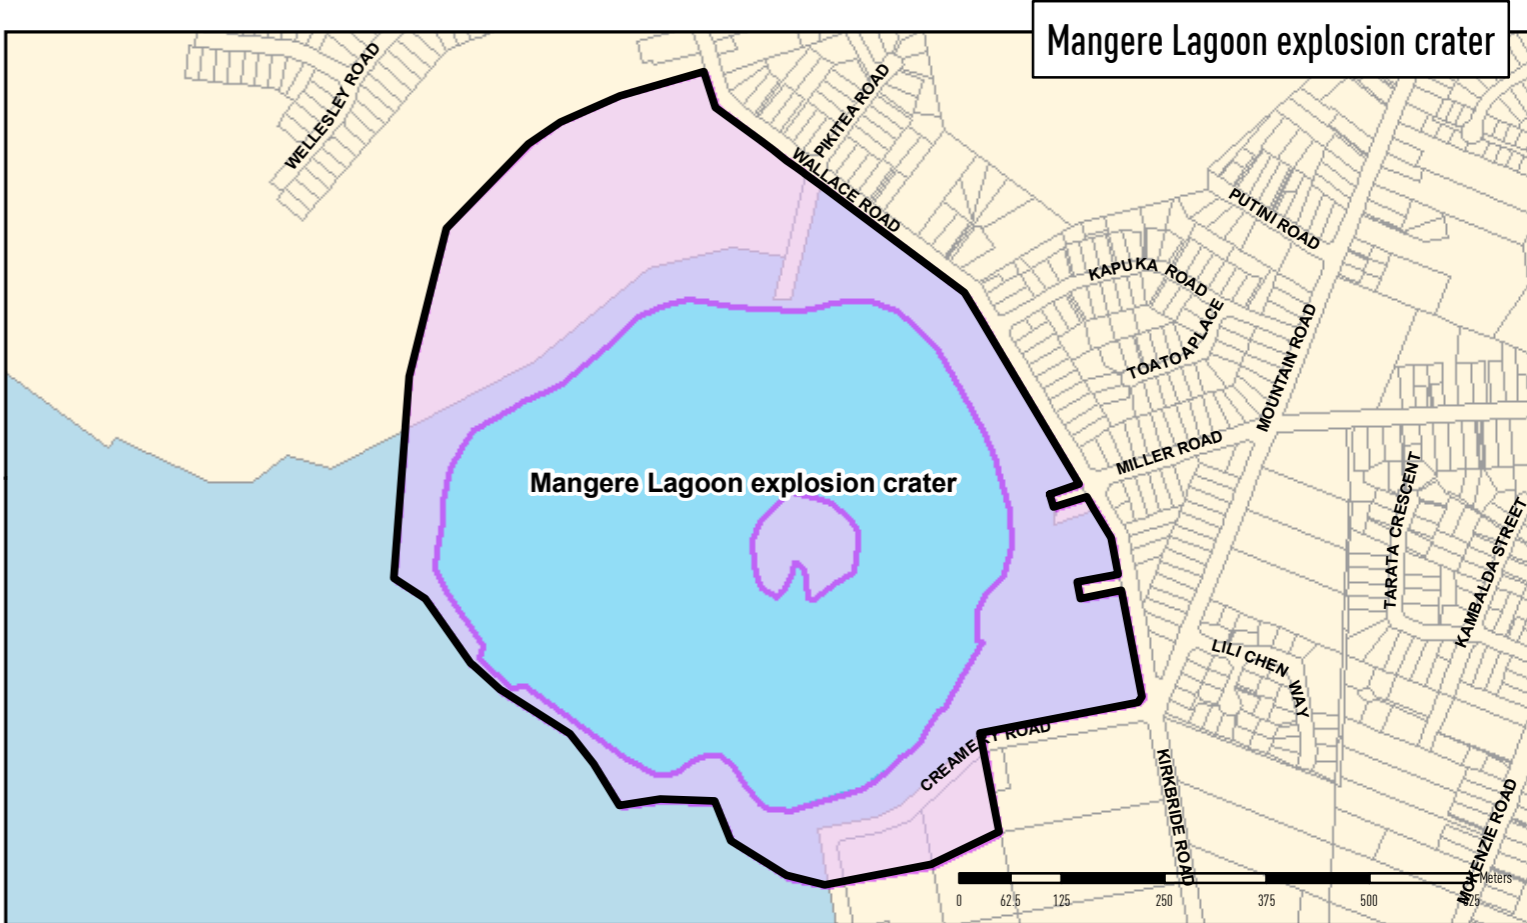 Mangere Lagoon explosion crater
WELLESLEY ROAD
PIKITEA ROAD
WALLACE ROAD
PUTINI ROAD
KAPUKA ROAD
TOATOA PLACE
MOUNTAIN ROAD
MILLER ROAD
Mangere Lagoon explosion crater
TARATA CRESCENT
KAMBALDA STREET
LILI CHEN WAY
CREAMERY ROAD
KIRKBRIDE ROAD
MCKENZIE ROAD
Meters
0 62.5 125 250 375 500 625